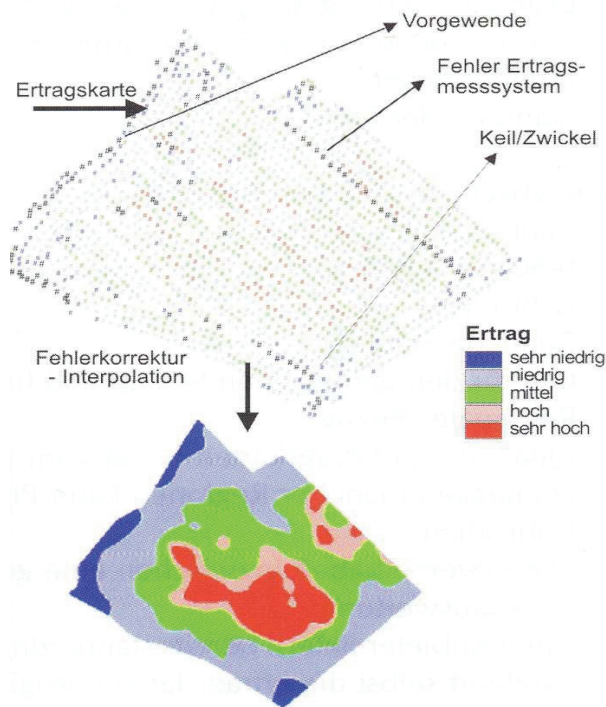 Vorgewende
Ertragskarte
Fehler Ertrags-
messsystem
Keil/Zwickel
Fehlerkorrektur
- Interpolation
Ertrag
sehr niedrig
niedrig
mittel
hoch
sehr hoch